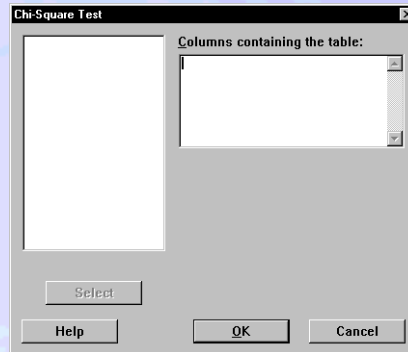 Chi-Square Test
Columns containing the table:
Select
Help
OK
Cancel